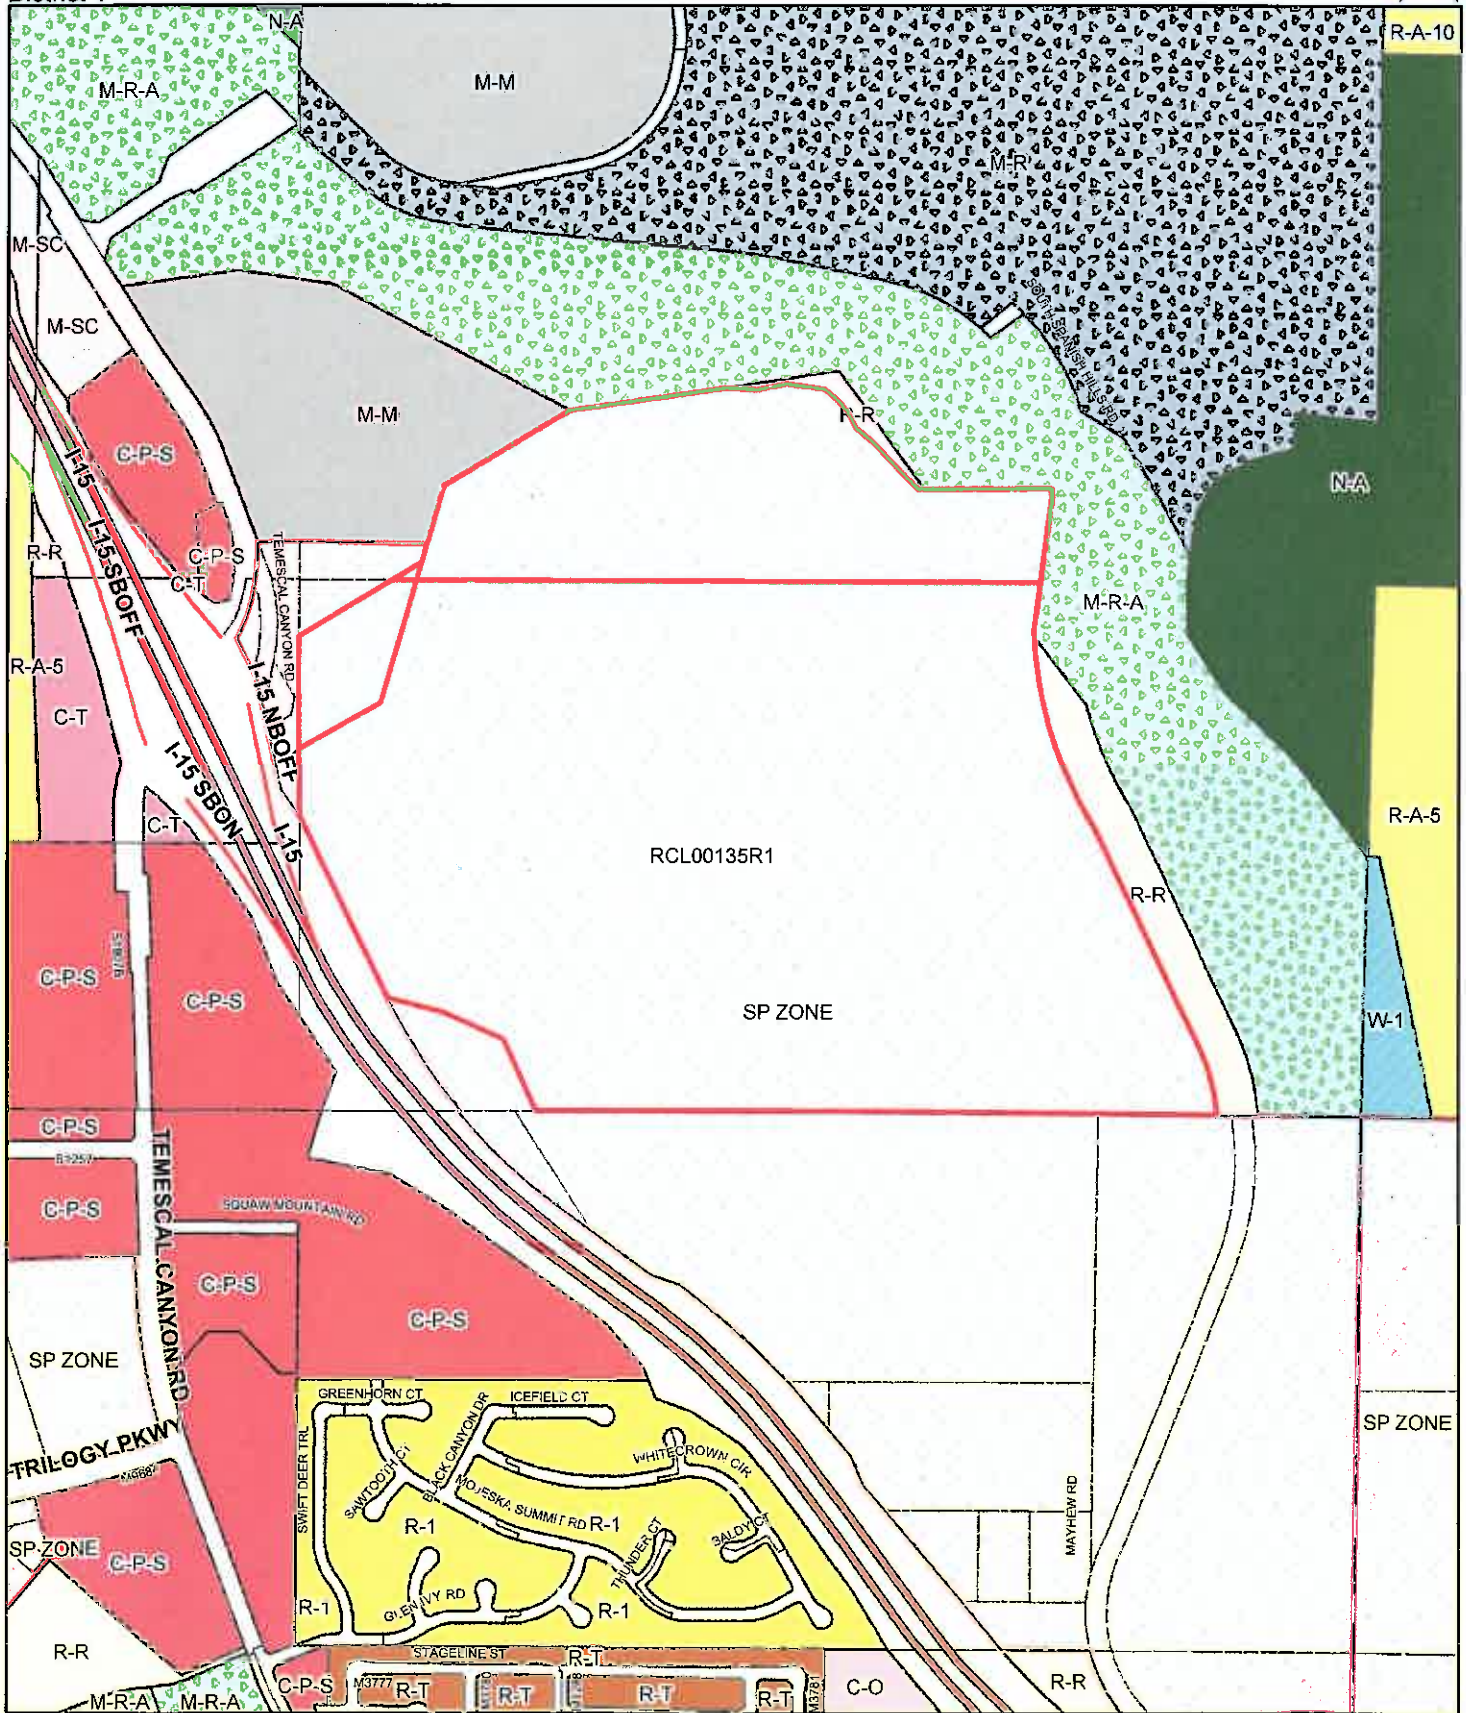 N-A
R-A-10
M-M
M-R-A
M-R
M-SC
M-SC
SOUTH SPANISH HILLS RD
M-M
R-R
C-P-S
I-15
N-A
I-15 SBOFF
R-R
C-P-S
C-T
TEMESCAL CANYON RD
M-R-A
R-A-5
C-T
I-15 NBOFF
I-15 SBON
C-T
I-15
R-A-5
RCL00135R1
R-R
C-P-S
C-P-S
SP ZONE
W-1
C-P-S
TEMESCAL CANYON RD
C-P-S
SQUAW MOUNTAIN RD
C-P-S
C-P-S
SP ZONE
GREENHORN CT
ICEFIELD CT
BLACK CANYON DR
SP ZONE
TRILOGY PKWY
SWIFT DEER TRL
SAWTOOTH CT
WHITECROWN CIR
MOJESKA SUMMIT RD
R-1
R-1
THUNDER CT
BALDY CT
MAYHEW RD
SP ZONE
C-P-S
GLEN IVY RD
R-1
R-1
R-R
STAGELINE ST
R-T
C-P-S
M3777
R-T
R-T
R-T
R-T
M3781
C-O
R-R
M-R-A
M-R-A